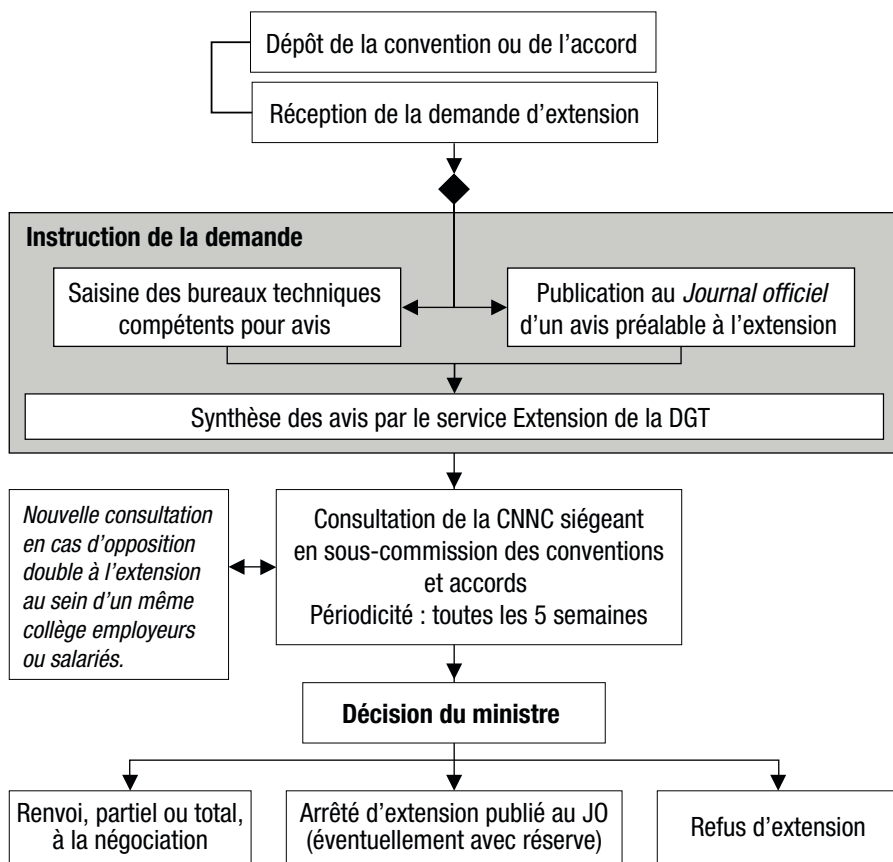 Dépôt de la convention ou de l’accord
Réception de la demande d’extension
Instruction de la demande
Saisine des bureaux techniques
compétents pour avis
Publication au Journal officiel
d’un avis préalable à l’extension
Synthèse des avis par le service Extension de la DGT
Nouvelle consultation
en cas d’opposition
double à l’extension
au sein d’un même
collège employeurs
ou salariés.
Consultation de la CNNC siégeant
en sous-commission des conventions
et accords
Périodicité : toutes les 5 semaines
Décision du ministre
Renvoi, partiel ou total,
à la négociation
Arrêté d’extension publié au JO
(éventuellement avec réserve)
Refus d’extension